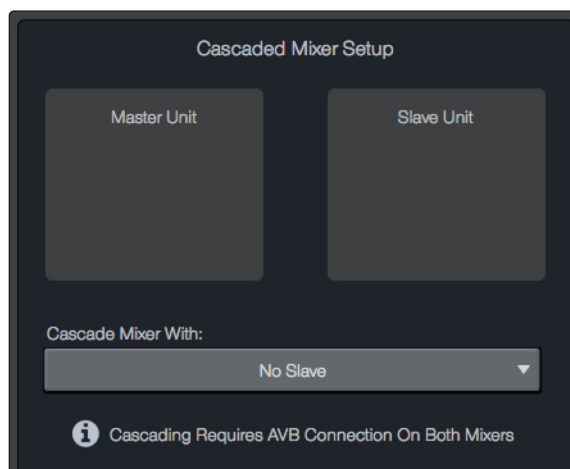 Cascaded Mixer Setup
Master Unit
Slave Unit
Cascade Mixer With:
No Slave
Cascading Requires AVB Connection On Both Mixers